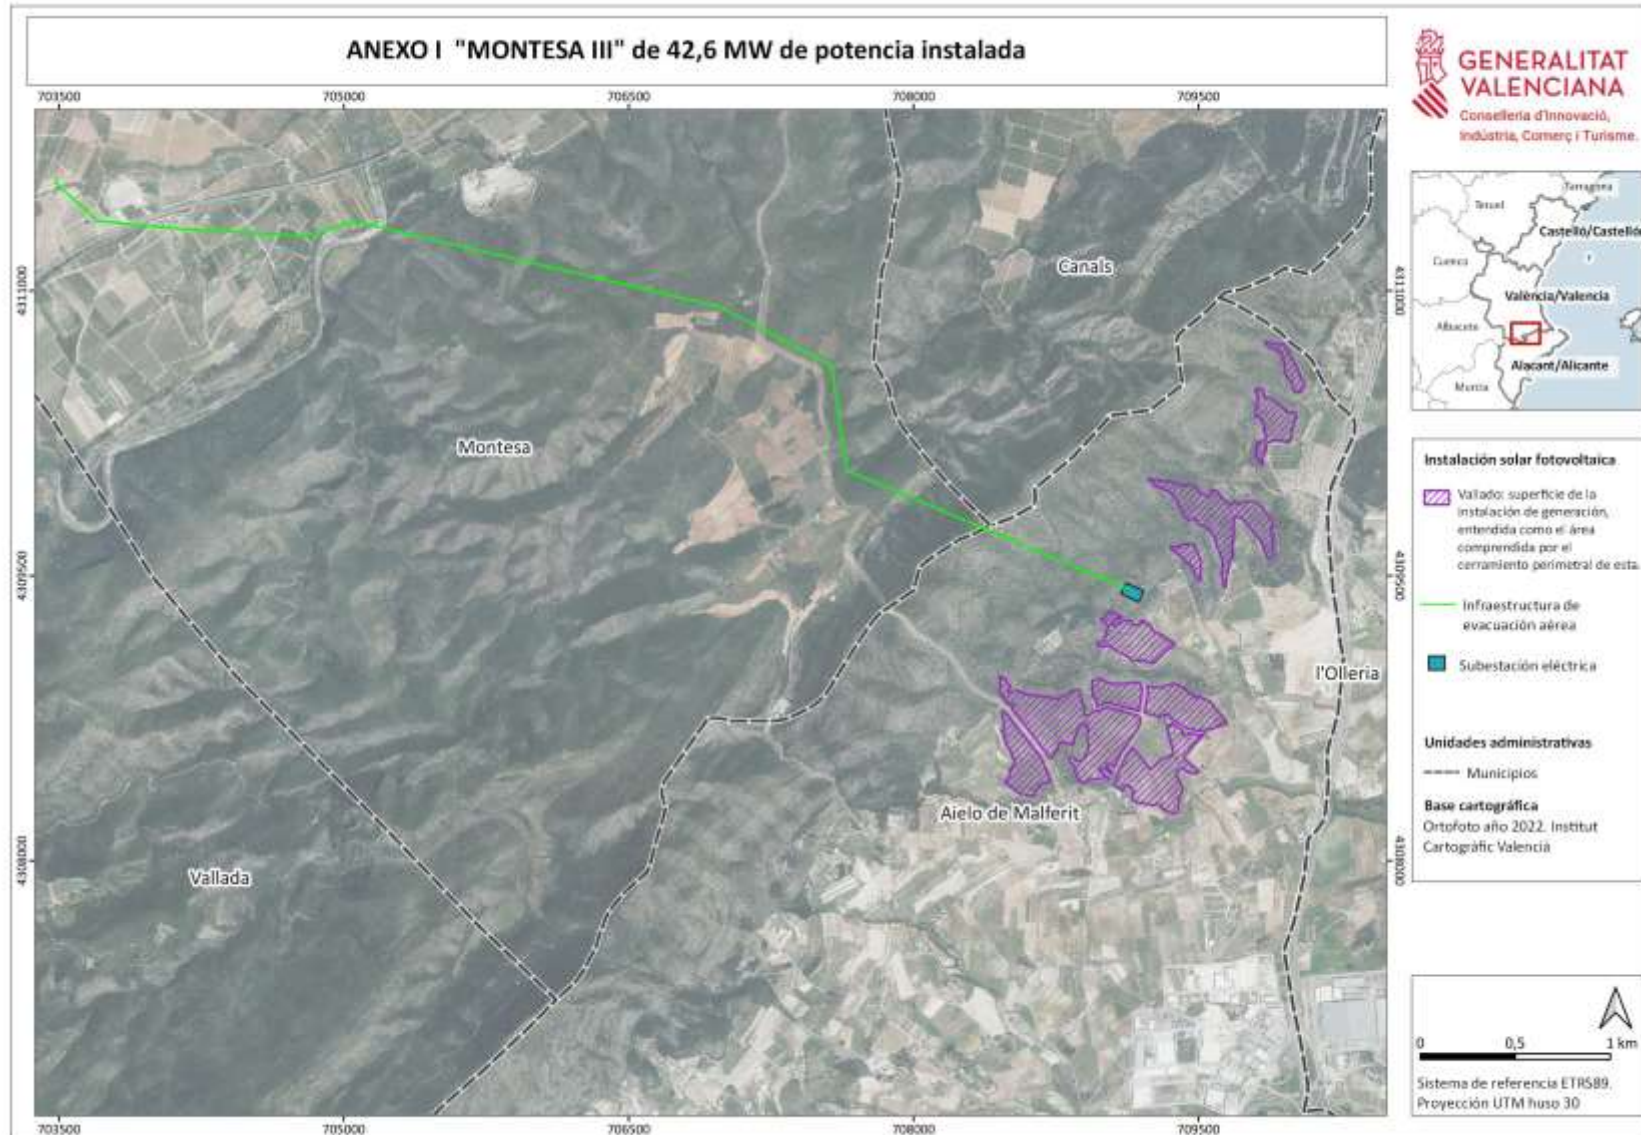 ANEXO I "MONTESA III" de 42,6 MW de potencia instalada
GENERALITAT
VALENCIANA
Conselleria d'Innovació,
Indústria, Comerç i Turisme.
703500
705000
706500
708000
709500
4311000
4309500
4308000
4311000
4309500
4308000
Canals
Montesa
l'Olleria
Aielo de Malferit
Vallada
703500
705000
706500
708000
709500
Tarragona
Teruel
Castelló/Castelló
Cuenca
València/Valencia
Albacete
Alacant/Alicante
Murcia
Instalación solar fotovoltaica
Vallado: superficie de la
instalación de generación,
entendida como el área
comprendida por el
cerramiento perimetral de esta.
Infraestructura de
evacuación aérea
Subestación eléctrica
Unidades administrativas
Municipios
Base cartográfica
Ortofoto año 2022. Institut
Cartogràfic Valencià
0 0,5 1 km
Sistema de referencia ETRS89.
Proyección UTM huso 30